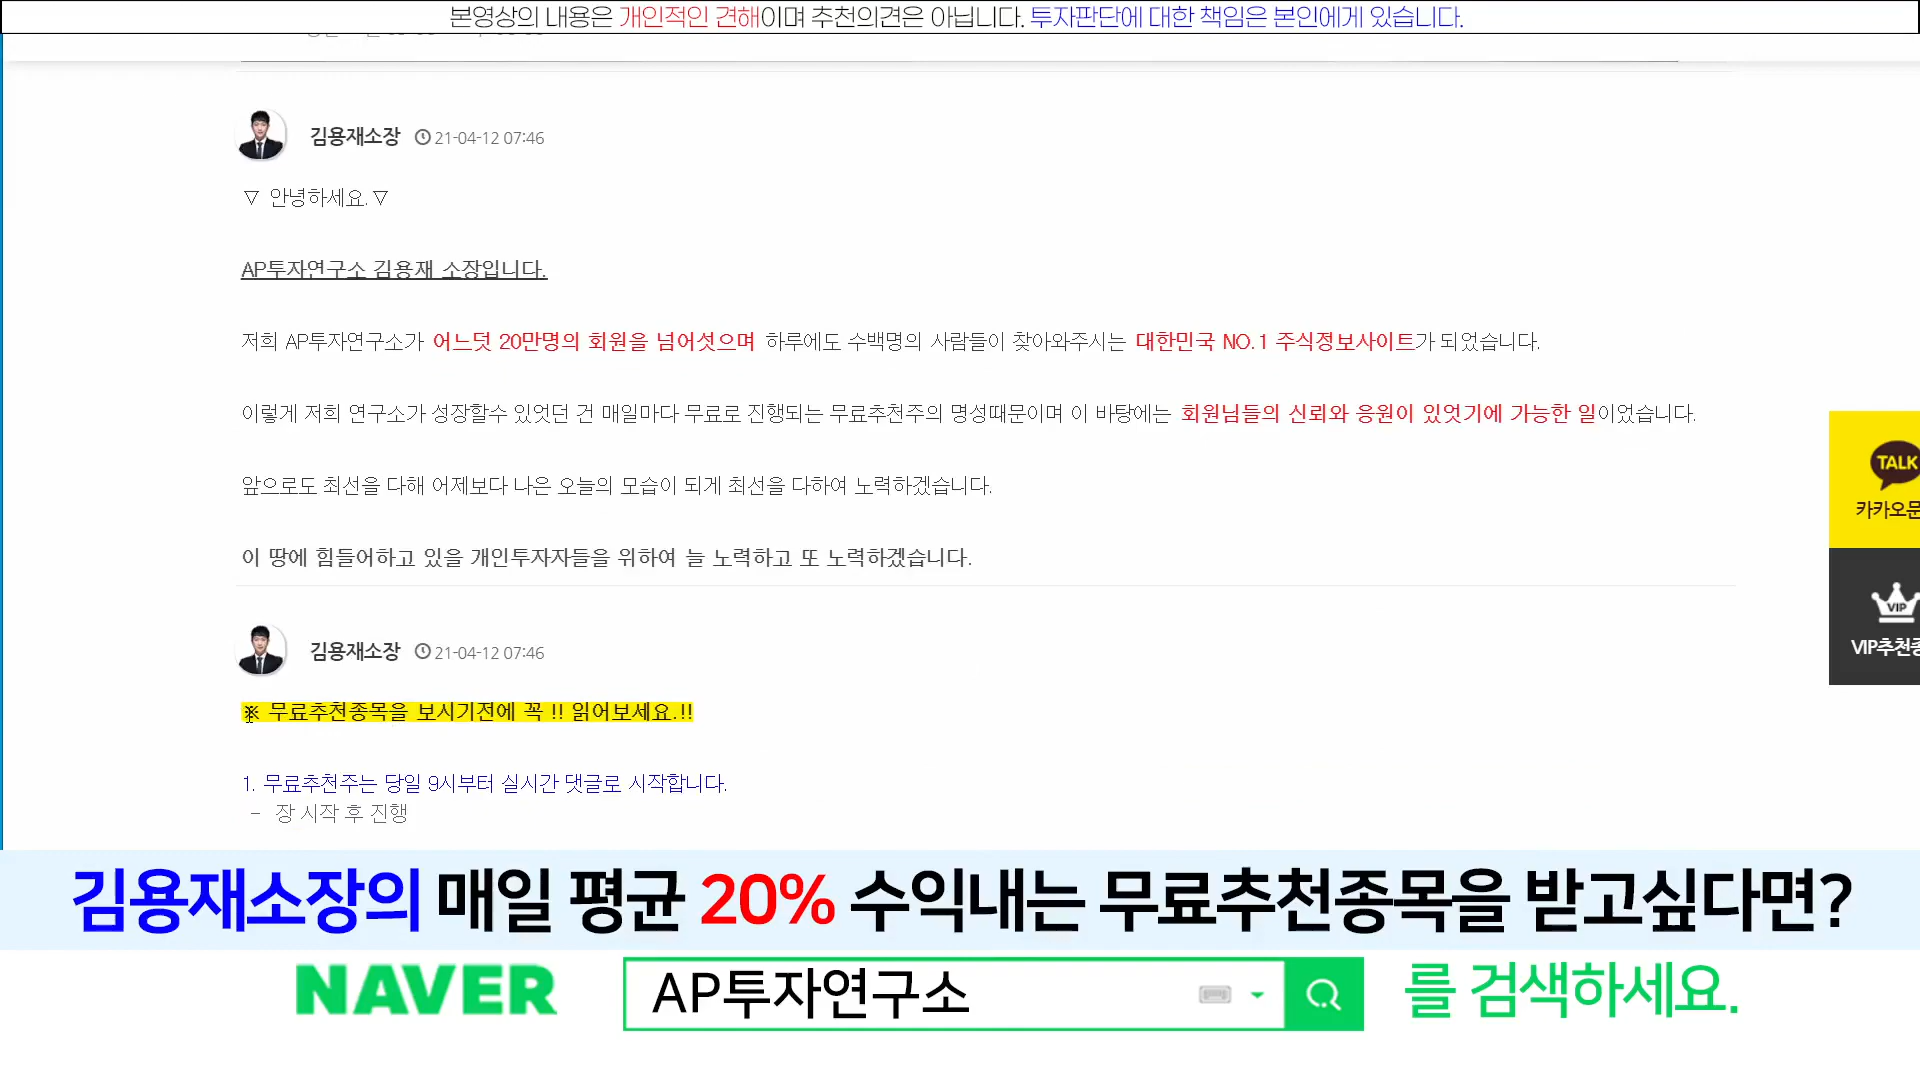 본영상의 내용은 개인적인 견해이며 추천의견은 아닙니다. 투자판단에 대한 책임은 본인에게 있습니다.
김용재소장 21-04-12 07:46
▽ 안녕하세요.▽
AP투자연구소 김용재 소장입니다.
저희 AP투자연구소가 어느덧 20만명의 회원을 넘어섯으며 하루에도 수백명의 사람들이 찾아와주시는 대한민국 NO.1 주식정보사이트가 되었습니다.
이렇게 저희 연구소가 성장할수 있엇던 건 매일마다 무료로 진행되는 무료추천주의 명성때문이며 이 바탕에는 회원님들의 신뢰와 응원이 있엇기에 가능한 일이었습니다.
앞으로도 최선을 다해 어제보다 나은 오늘의 모습이 되게 최선을 다하여 노력하겠습니다.
이 땅에 힘들어하고 있을 개인투자자들을 위하여 늘 노력하고 또 노력하겠습니다.
TALK
카카오문
VIP
VIP추천종
김용재소장 21-04-12 07:46
※ 무료추천종목을 보시기전에 꼭 !! 읽어보세요.!!
1. 무료추천주는 당일 9시부터 실시간 댓글로 시작합니다.
- 장 시작 후 진행
김용재소장의 매일 평균 20% 수익내는 무료추천종목을 받고싶다면?
NAVER AP투자연구소 를 검색하세요.